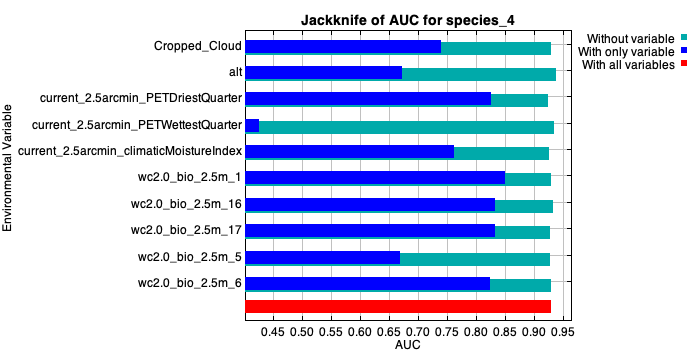 Jackknife of AUC for species_4
Without variable
With only variable
With all variables
Environmental Variable
Cropped_Cloud
alt
current_2.5arcmin_PETDriestQuarter
current_2.5arcmin_PETWettestQuarter
current_2.5arcmin_climaticMoistureIndex
wc2.0_bio_2.5m_1
wc2.0_bio_2.5m_16
wc2.0_bio_2.5m_17
wc2.0_bio_2.5m_5
wc2.0_bio_2.5m_6
0.45 0.50 0.55 0.60 0.65 0.70 0.75 0.80 0.85 0.90 0.95
AUC